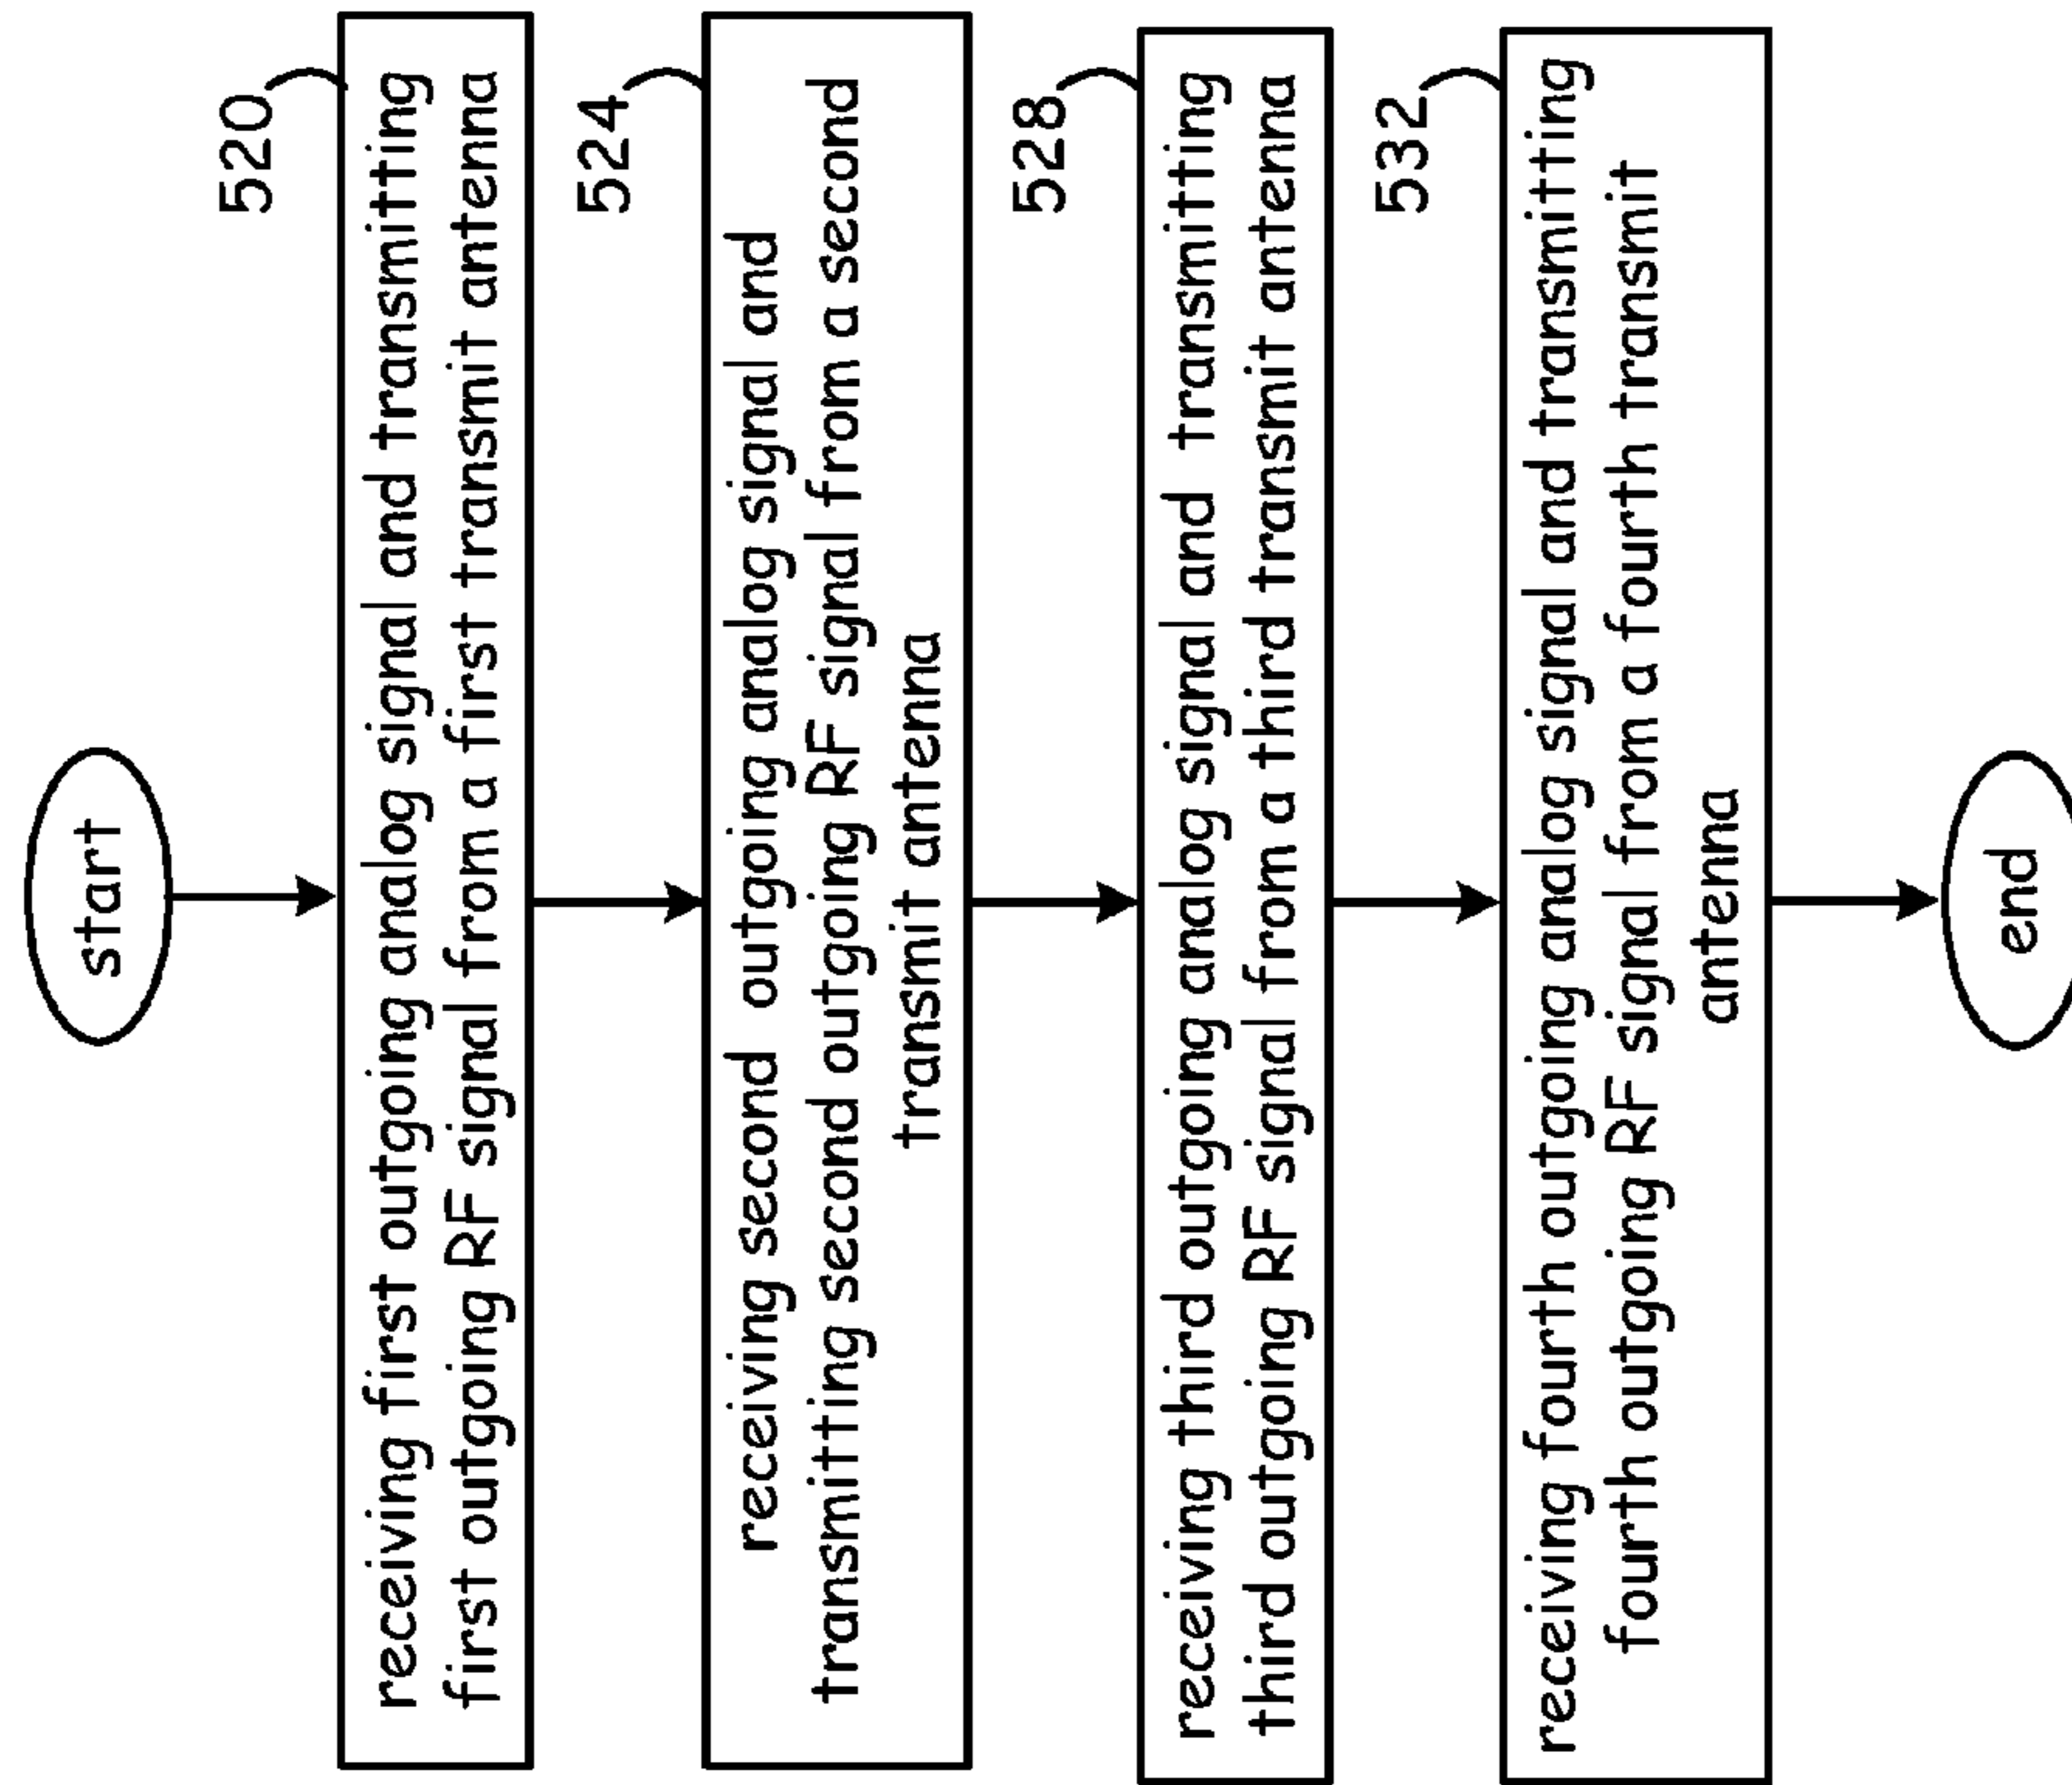 start
520
receiving first outgoing analog signal and transmitting
first outgoing RF signal from a first transmit antenna
524
receiving second outgoing analog signal and
transmitting second outgoing RF signal from a second
transmit antenna
528
receiving third outgoing analog signal and transmitting
third outgoing RF signal from a third transmit antenna
532
receiving fourth outgoing analog signal and transmitting
fourth outgoing RF signal from a fourth transmit
antenna
end